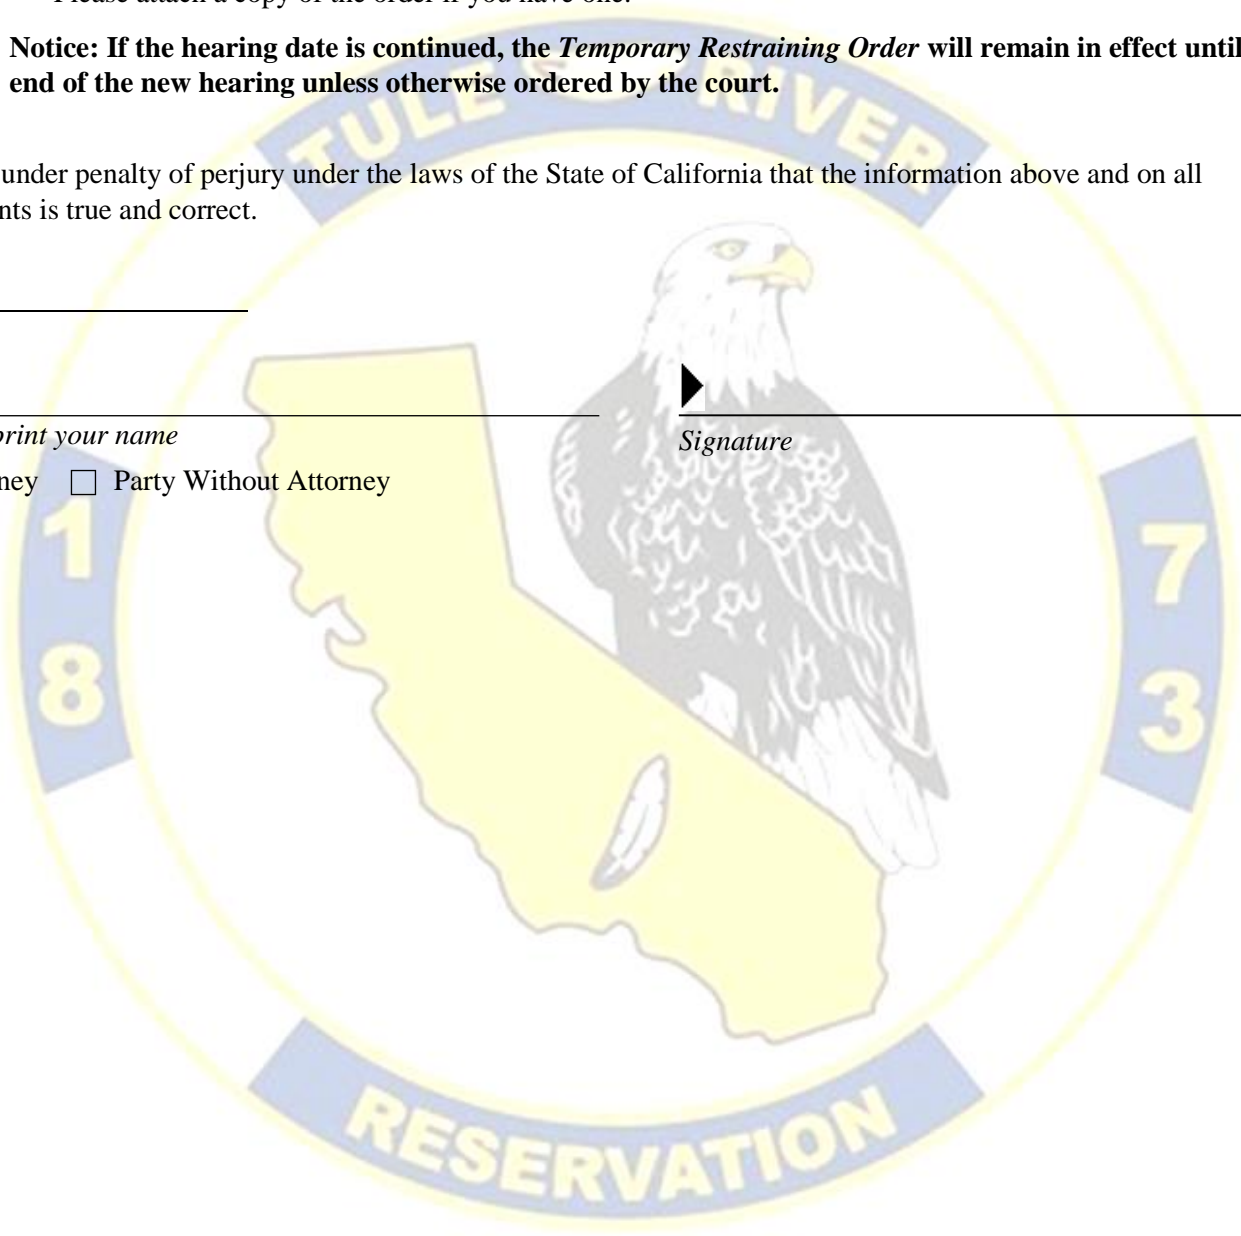 Please attach a copy of the order if you have one.
Notice: If the hearing date is continued, the Temporary Restraining Order will remain in effect until
end of the new hearing unless otherwise ordered by the court.
TULE RIVER
under penalty of perjury under the laws of the State of California that the information above and on all
nts is true and correct.
print your name
Signature
ney ☐ Party Without Attorney
1 7
8 3
RESERVATION